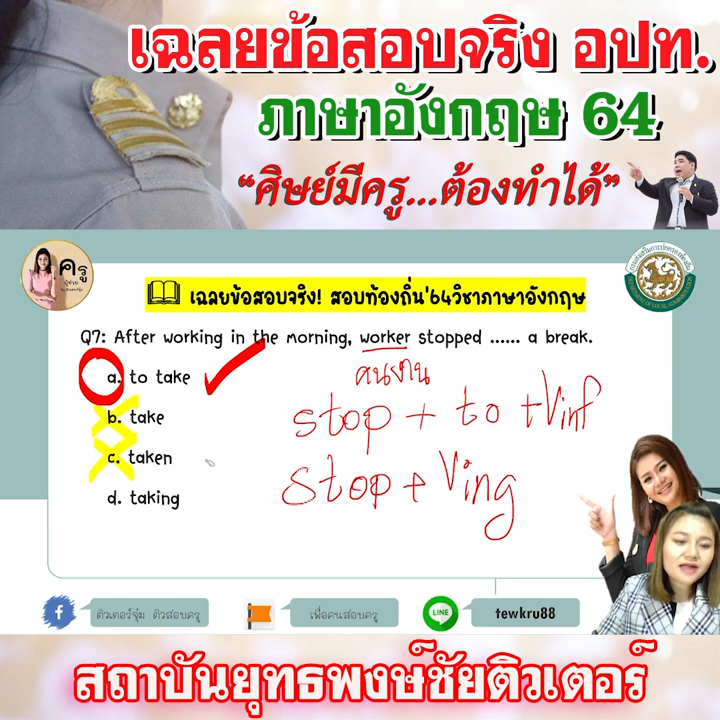 เฉลยข้อสอบจริง อปท.
ภาษาอังกฤษ 64
“ศิษย์มีครู...ต้องทำได้”
ครู
ผู้ช่วย
เฉลยข้อสอบจริง! สอบท้องถิ่น'64วิชาภาษาอังกฤษ
Q7: After working in the morning, worker stopped ...... a break.
คนงาน
a. to take
b. take
c. taken
d. taking
stop + to +Vinf
stop + Ving
ติวเตอร์จุ๋ม ติวสอบครู
เพื่อคนสอบครู
LINE
tewkru88
สถาบันยุทธพงษ์ชัยติวเตอร์